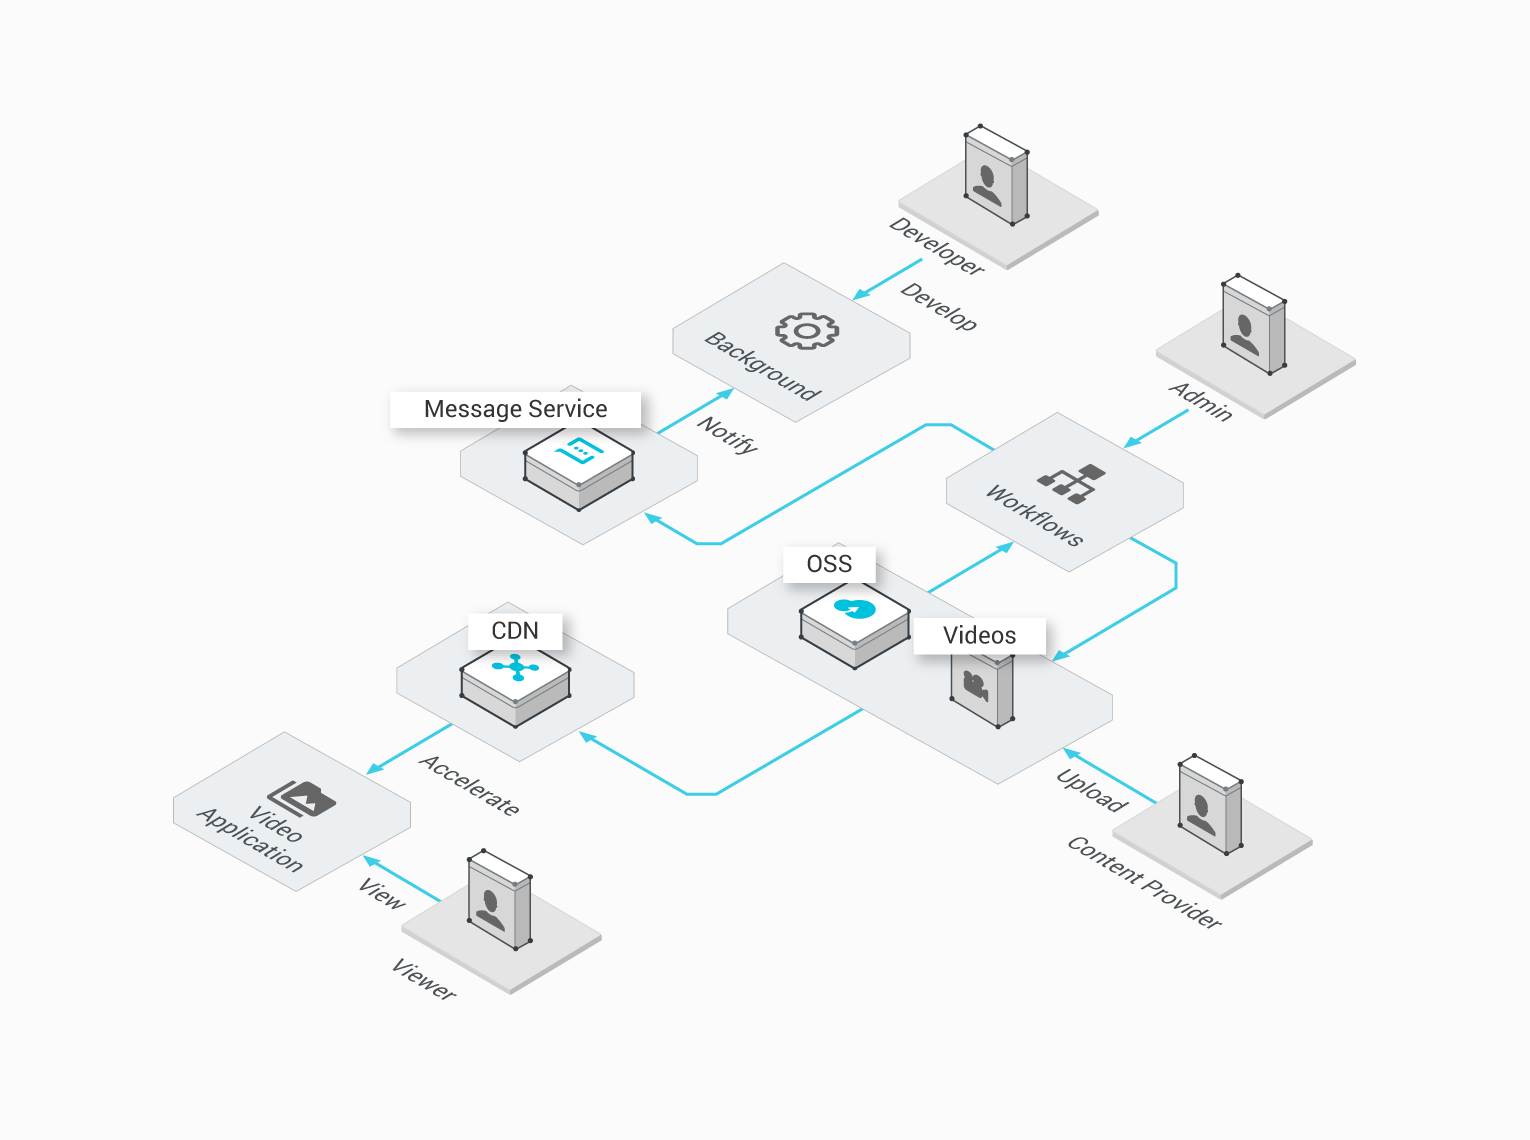 Developer
Develop
Background
Admin
Message Service
Notify
Workflows
OSS
CDN
Videos
Accelerate
Upload
Video
Application
Content Provider
View
Viewer